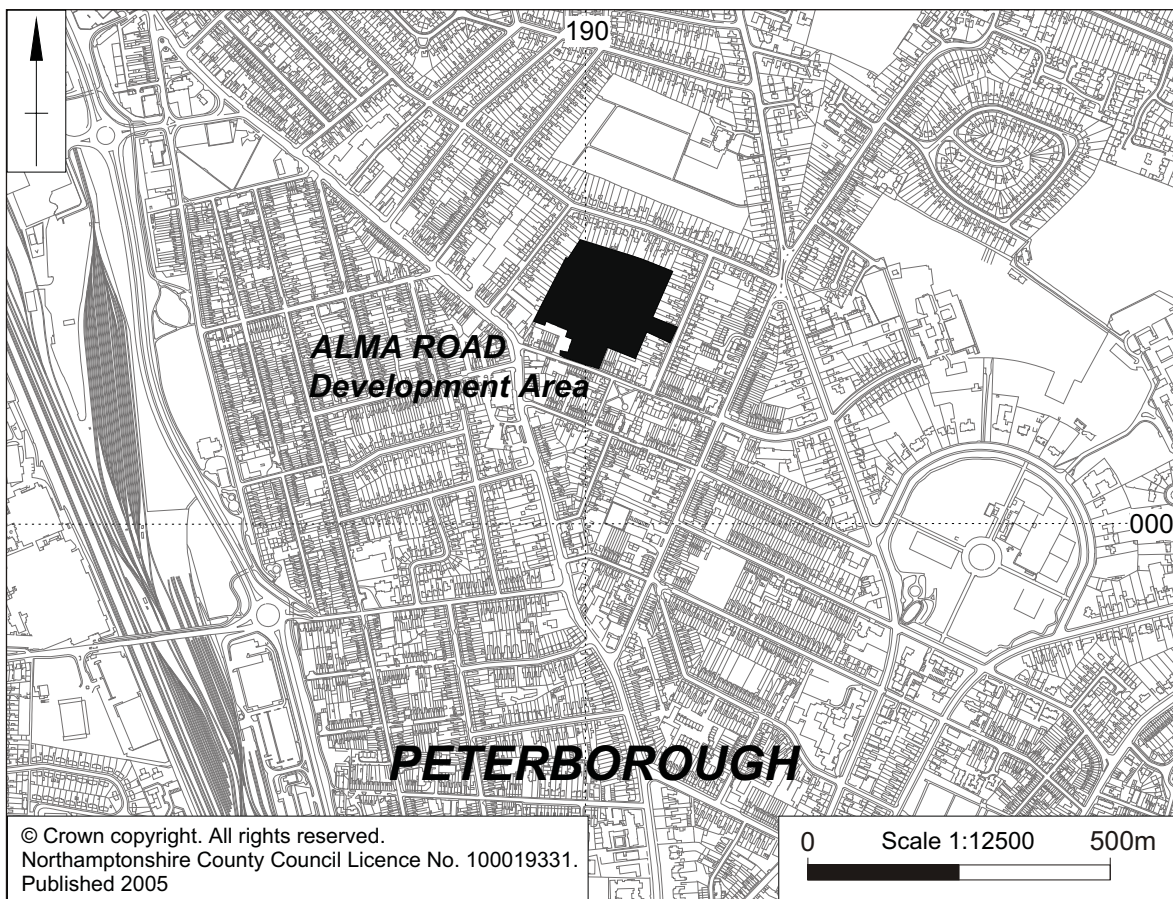 190
ALMA ROAD
Development Area
000
PETERBOROUGH
© Crown copyright. All rights reserved.
Northamptonshire County Council Licence No. 100019331.
Published 2005
0 Scale 1:12500 500m